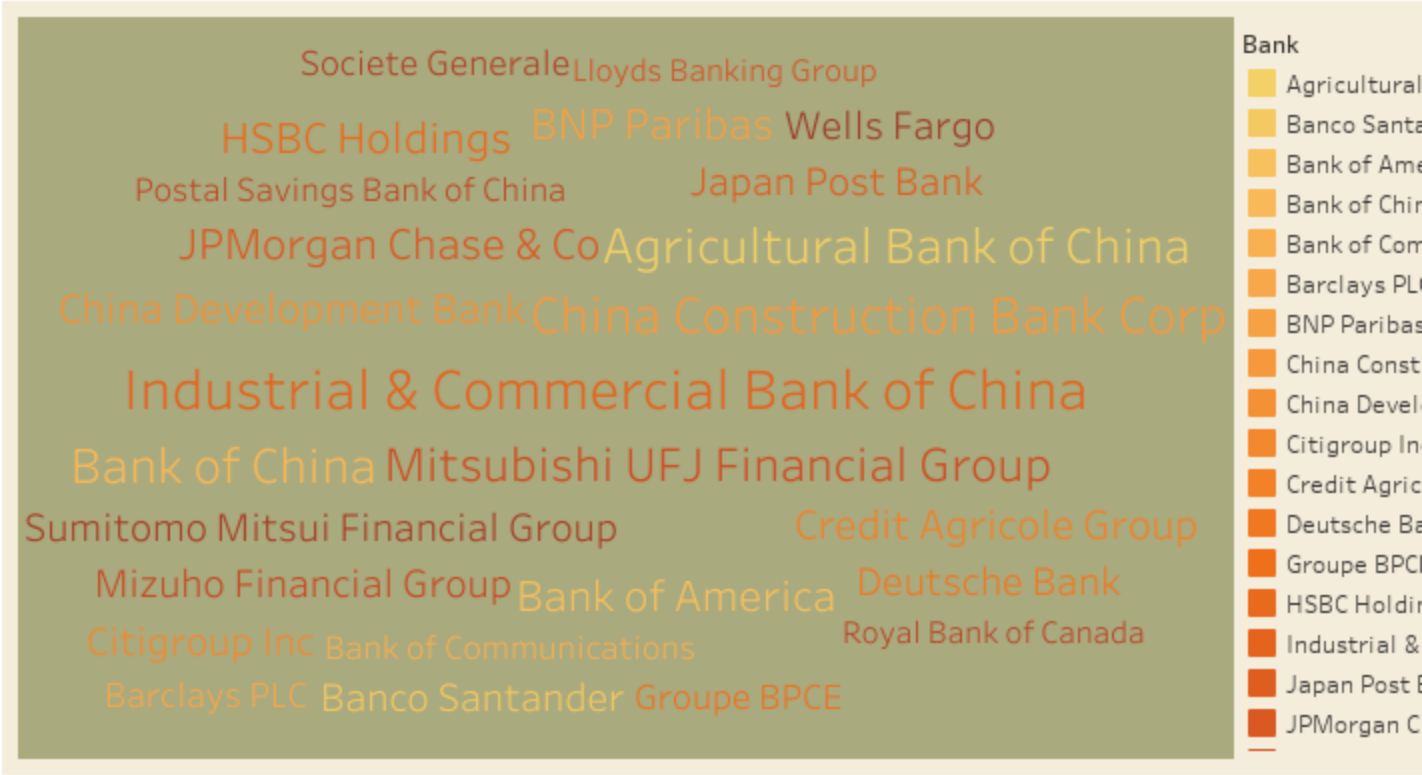 Societe Generale Lloyds Banking Group
HSBC Holdings BNP Paribas Wells Fargo
Postal Savings Bank of China Japan Post Bank
JPMorgan Chase & Co Agricultural Bank of China
China Development Bank China Construction Bank Corp
Industrial & Commercial Bank of China
Bank of China Mitsubishi UFJ Financial Group
Sumitomo Mitsui Financial Group Credit Agricole Group
Mizuho Financial Group Bank of America Deutsche Bank
Citigroup Inc Bank of Communications Royal Bank of Canada
Barclays PLC Banco Santander Groupe BPCE
Bank
Agricultural
Banco Santa
Bank of Ame
Bank of Chin
Bank of Com
Barclays PLC
BNP Paribas
China Const
China Devel
Citigroup In
Credit Agric
Deutsche Ba
Groupe BPCE
HSBC Holdin
Industrial &
Japan Post B
JPMorgan C